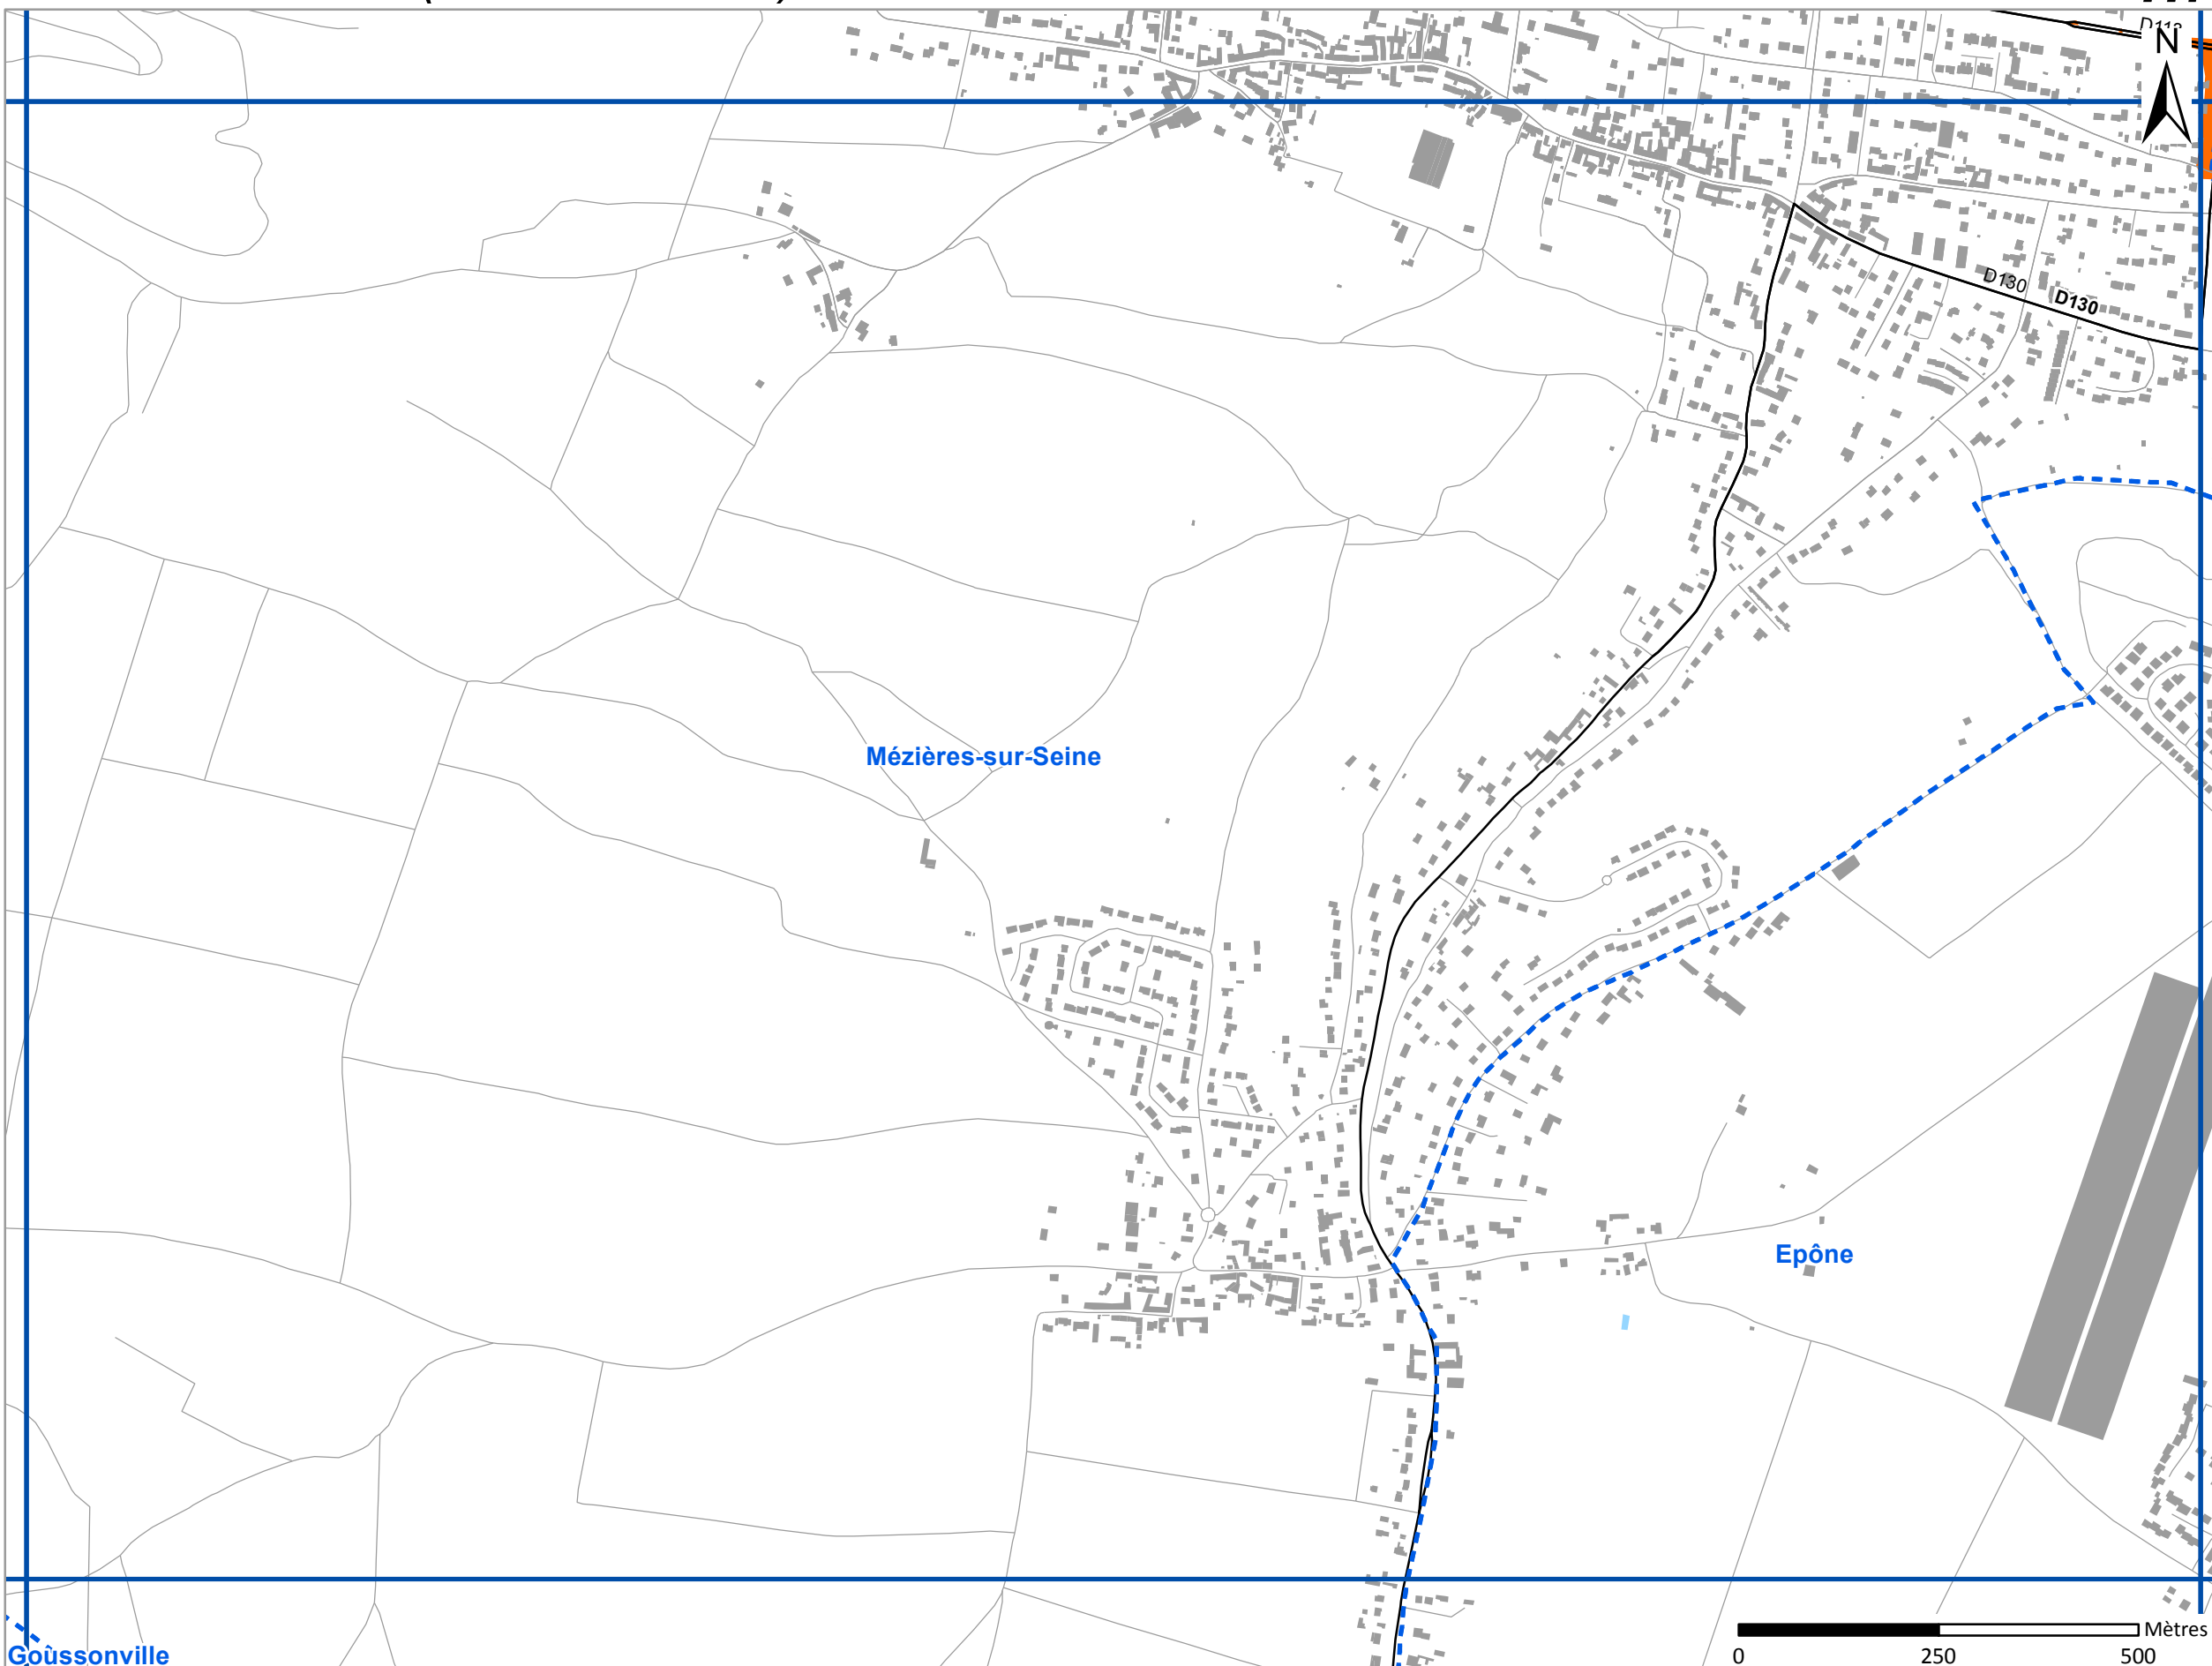 N
D130
D130
Mézières-sur-Seine
Epône
Goussonville
Mètres
0 250 500